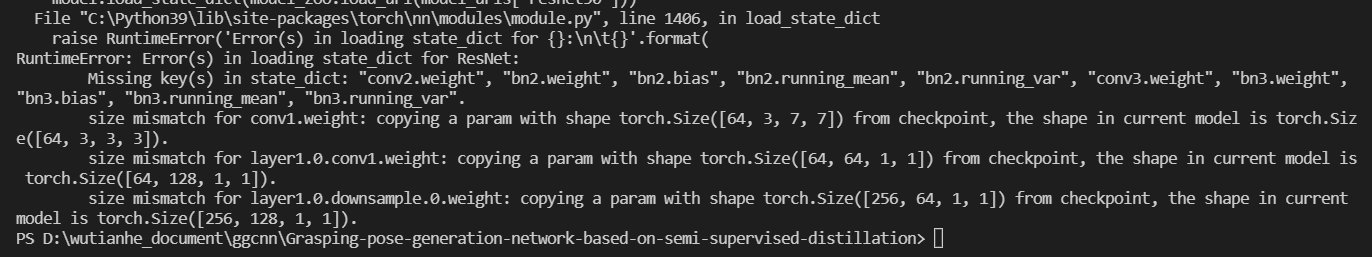 model.load_state_dict(model_zoo.load_url(model_urls['resnet50']))
File "C:\Python39\lib\site-packages\torch\nn\modules\module.py", line 1406, in load_state_dict
raise RuntimeError('Error(s) in loading state_dict for {}:\n\t{}'.format(
RuntimeError: Error(s) in loading state_dict for ResNet:
Missing key(s) in state_dict: "conv2.weight", "bn2.weight", "bn2.bias", "bn2.running_mean", "bn2.running_var", "conv3.weight", "bn3.weight",
"bn3.bias", "bn3.running_mean", "bn3.running_var".
size mismatch for conv1.weight: copying a param with shape torch.Size([64, 3, 7, 7]) from checkpoint, the shape in current model is torch.Siz
e([64, 3, 3, 3]).
size mismatch for layer1.0.conv1.weight: copying a param with shape torch.Size([64, 64, 1, 1]) from checkpoint, the shape in current model is
torch.Size([64, 128, 1, 1]).
size mismatch for layer1.0.downsample.0.weight: copying a param with shape torch.Size([256, 64, 1, 1]) from checkpoint, the shape in current
model is torch.Size([256, 128, 1, 1]).
PS D:\wutianhe_document\ggcnn\Grasping-pose-generation-network-based-on-semi-supervised-distillation>